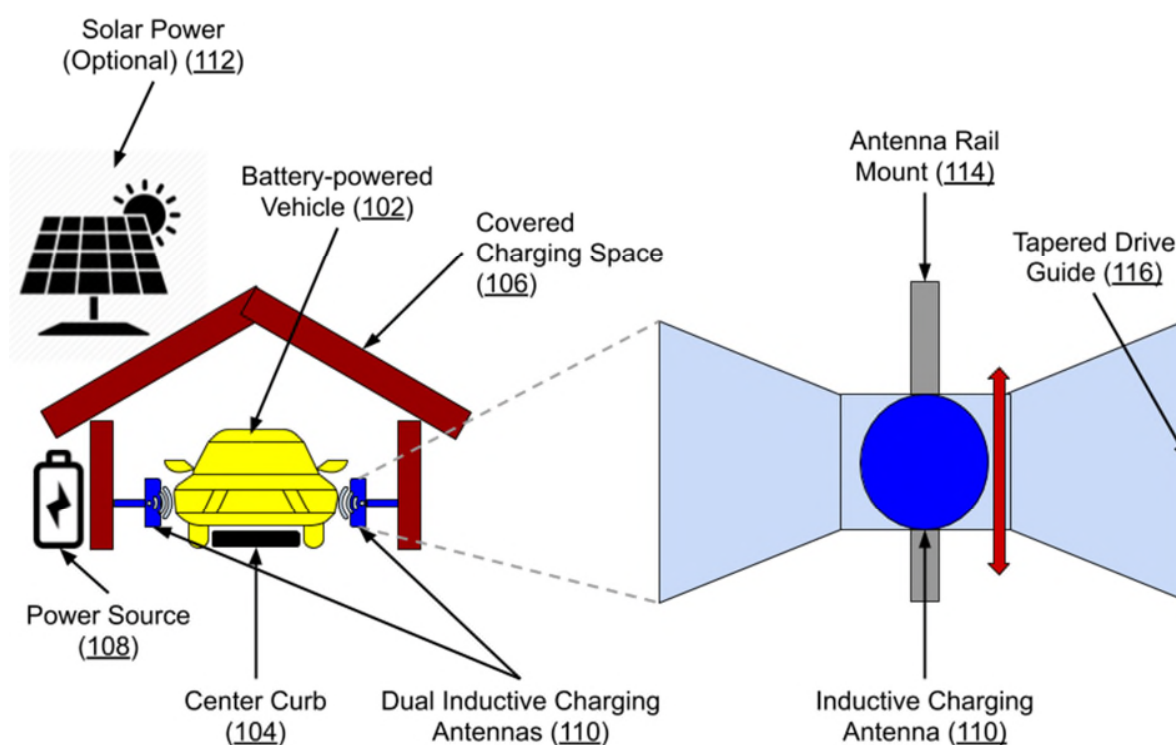 Solar Power
(Optional) (112)
Battery-powered
Vehicle (102)
Covered
Charging Space
(106)
Antenna Rail
Mount (114)
Tapered Drive
Guide (116)
Power Source
(108)
Center Curb
(104)
Dual Inductive Charging
Antennas (110)
Inductive Charging
Antenna (110)